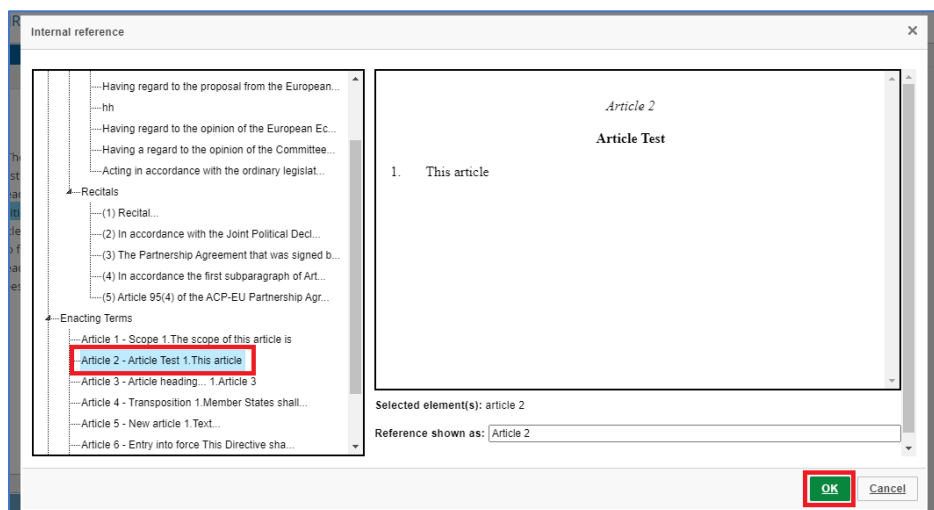 Internal reference
Having regard to the proposal from the European...
hh
Having regard to the opinion of the European Ec...
Having a regard to the opinion of the Committee...
Acting in accordance with the ordinary legislat...
Recitals
(1) Recital...
(2) In accordance with the Joint Political Decl...
(3) The Partnership Agreement that was signed b...
(4) In accordance the first subparagraph of Art...
(5) Article 95(4) of the ACP-EU Partnership Agr...
Enacting Terms
Article 1 - Scope 1.The scope of this article is
Article 2 - Article Test 1.This article
Article 3 - Article heading... 1.Article 3
Article 4 - Transposition 1.Member States shall...
Article 5 - New article 1.Text...
Article 6 - Entry into force This Directive sha...
Article 2
Article Test
1. This article
Selected element(s): article 2
Reference shown as: Article 2
OK Cancel